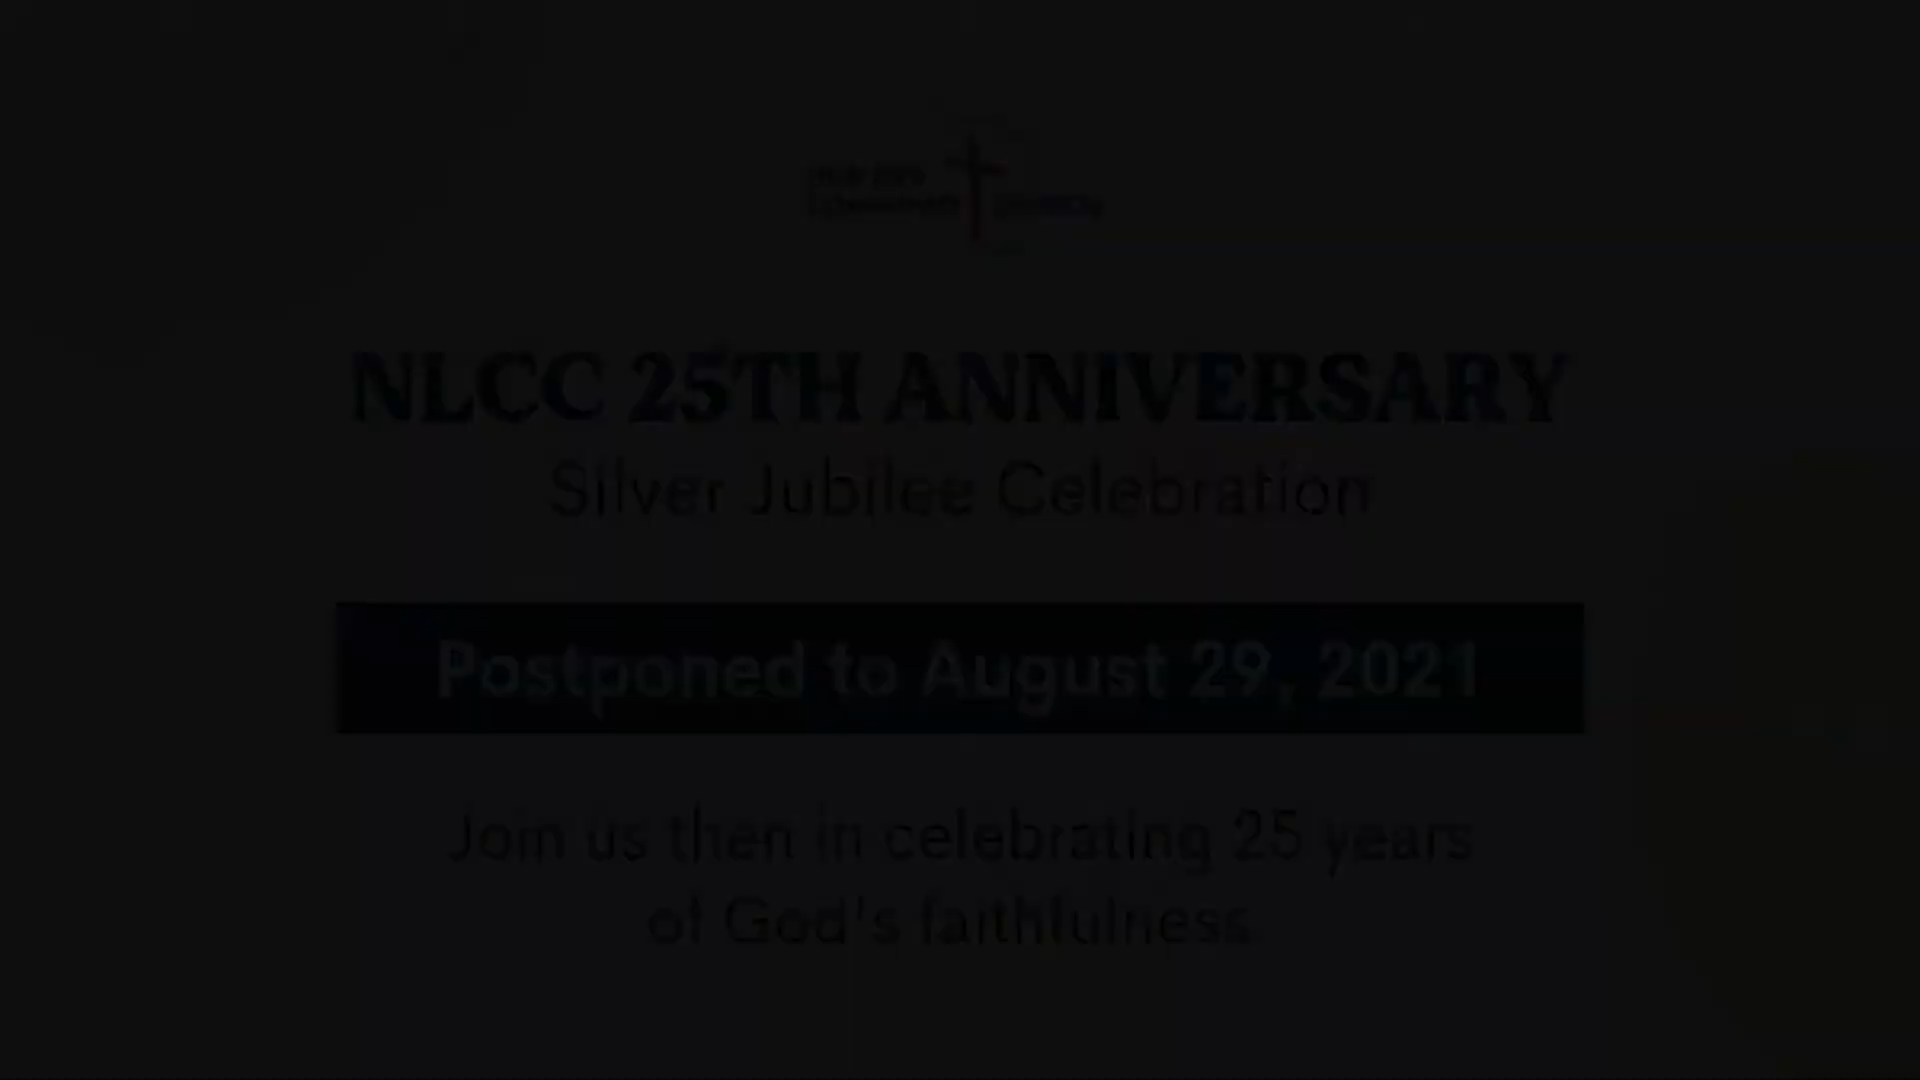 CHURCH
NLCC 25TH ANNIVERSARY
Silver Jubilee Celebration
Postponed to August 29, 2021
Join us then in celebrating 25 years
of God's faithfulness.